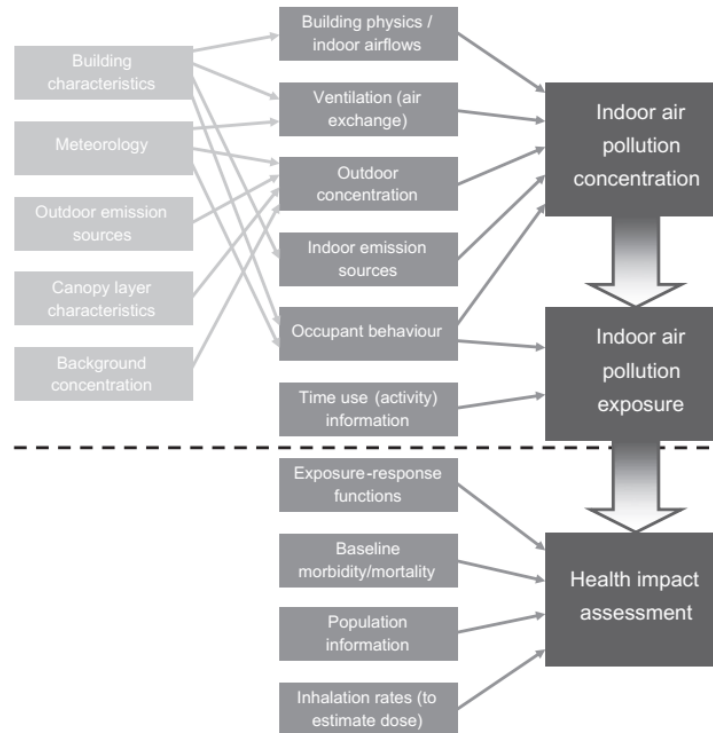 Building
characteristics
Meteorology
Outdoor emission
sources
Canopy layer
characteristics
Background
concentration
Building physics /
indoor airflows
Ventilation (air
exchange)
Outdoor
concentration
Indoor emission
sources
Occupant behaviour
Time use (activity)
information
Exposure-response
functions
Baseline
morbidity/mortality
Population
information
Inhalation rates (to
estimate dose)
Indoor air
pollution
concentration
Indoor air
pollution
exposure
Health impact
assessment